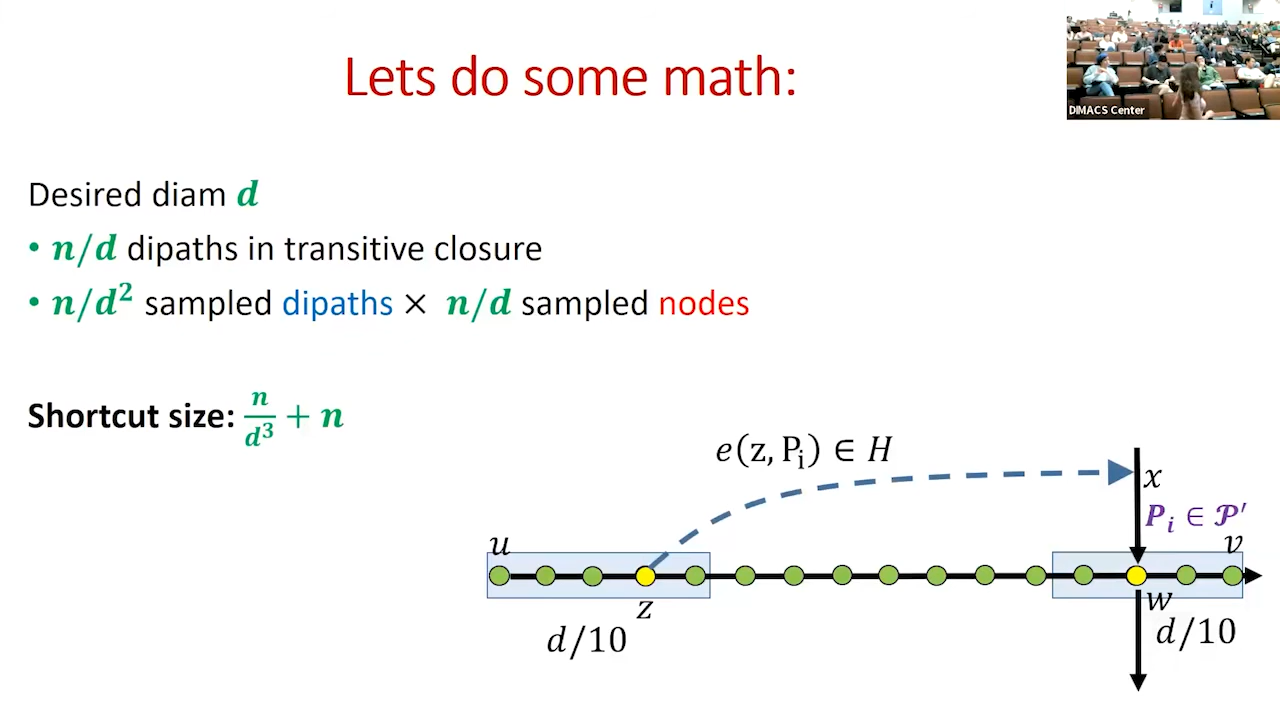 Lets do some math:
DIMACS Center
Desired diam d
• n/d dipaths in transitive closure
• n/d² sampled dipaths × n/d sampled nodes
Shortcut size: n/d³ + n
e(z, Pᵢ) ∈ H
x
Pᵢ ∈ 𝒫′
u
v
z
w
d/10
d/10